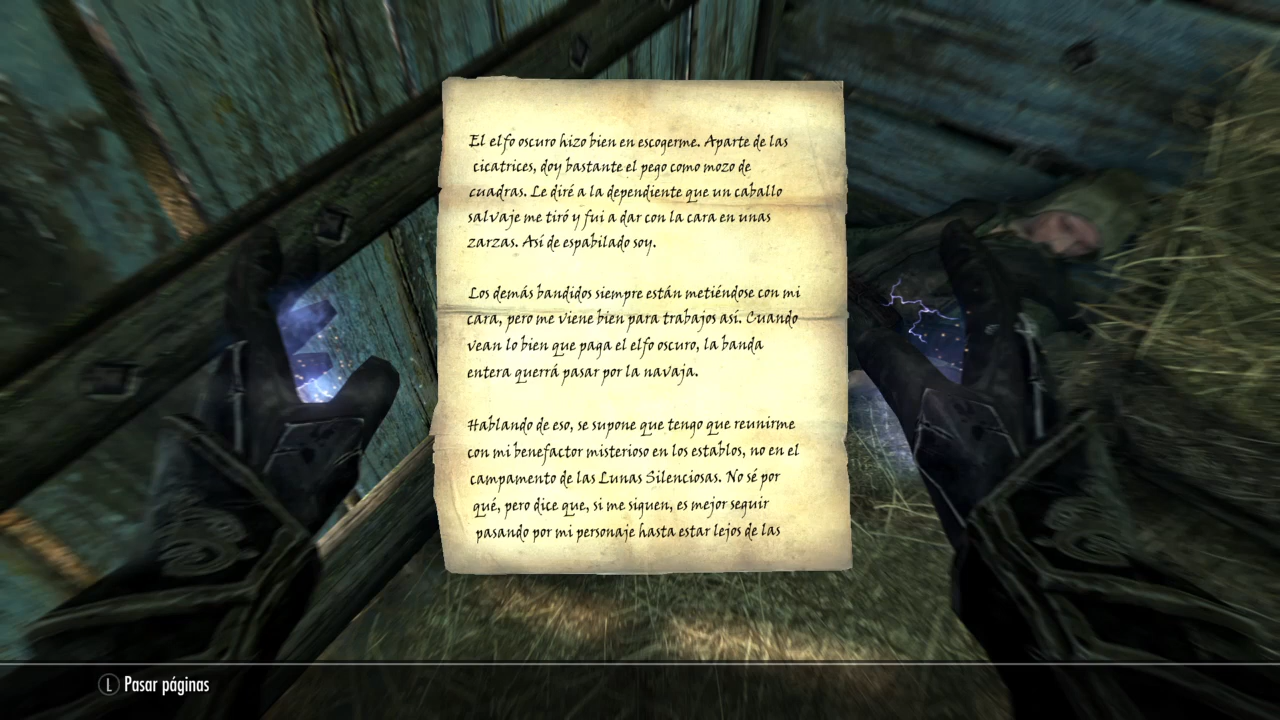 El elfo oscuro hizo bien en escogerme. Aparte de las
cicatrices, doy bastante el pego como mozo de
cuadras. Le diré a la dependiente que un caballo
salvaje me tiró y fui a dar con la cara en unas
zarzas. Así de espabilado soy.
Los demás bandidos siempre están metiéndose con mi
cara, pero me viene bien para trabajos así. Cuando
vean lo bien que paga el elfo oscuro, la banda
entera querrá pasar por la navaja.
Hablando de eso, se supone que tengo que reunirme
con mi benefactor misterioso en los establos, no en el
campamento de las Lunas Silenciosas. No sé por
qué, pero dice que, si me siguen, es mejor seguir
pasando por mi personaje hasta estar lejos de las
L Pasar páginas